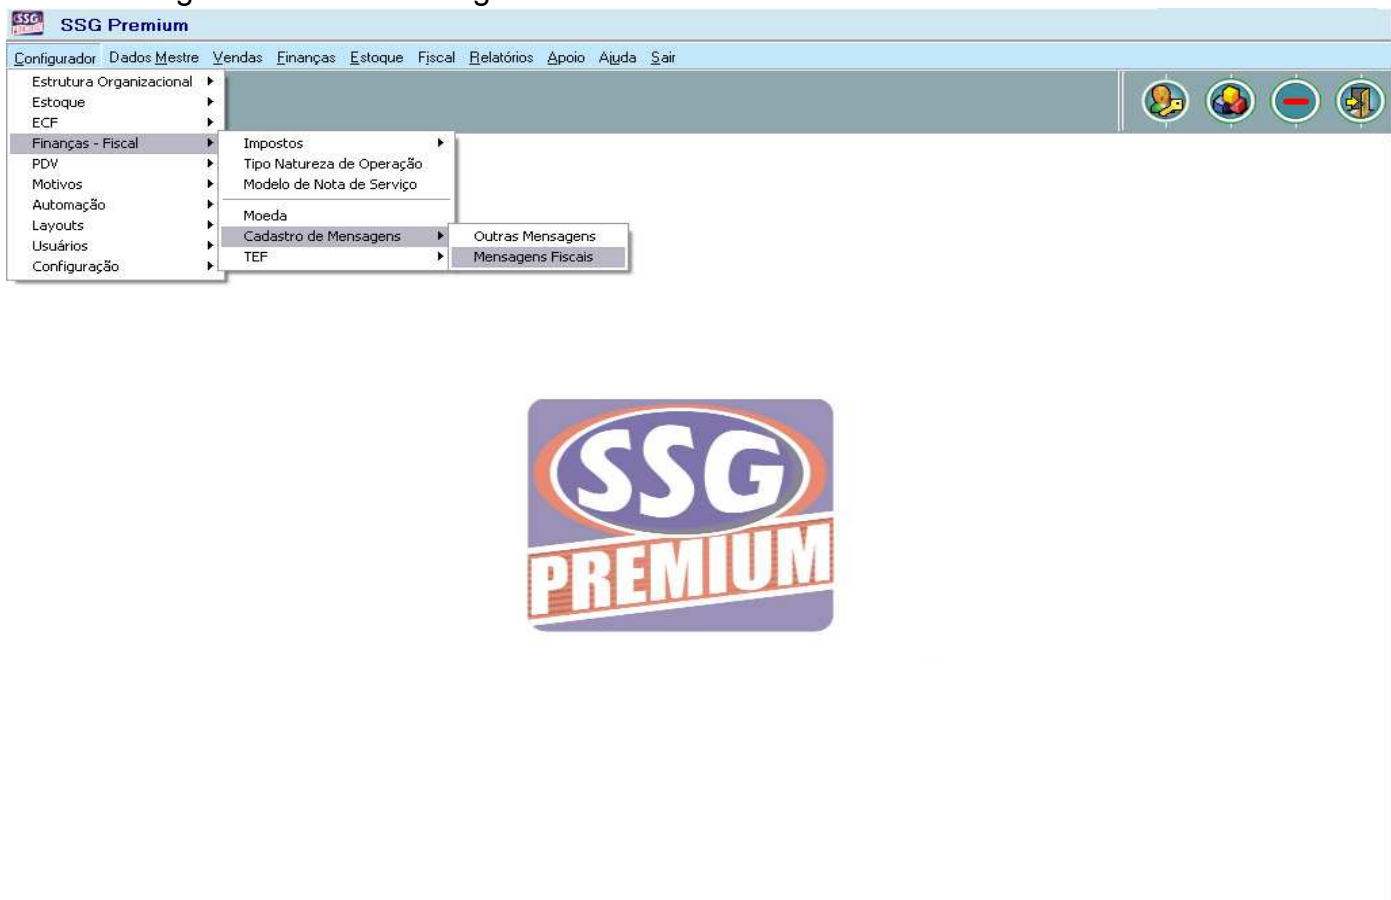 SSG Premium
Configurador Dados Mestre Vendas Finanças Estoque Fiscal Relatórios Apoio Ajuda Sair
Estrutura Organizacional
Estoque
ECF
Finanças - Fiscal
PDV
Motivos
Automação
Layouts
Usuários
Configuração
Impostos
Tipo Natureza de Operação
Modelo de Nota de Serviço
Moeda
Cadastro de Mensagens
TEF
Outras Mensagens
Mensagens Fiscais
SSG
PREMIUM